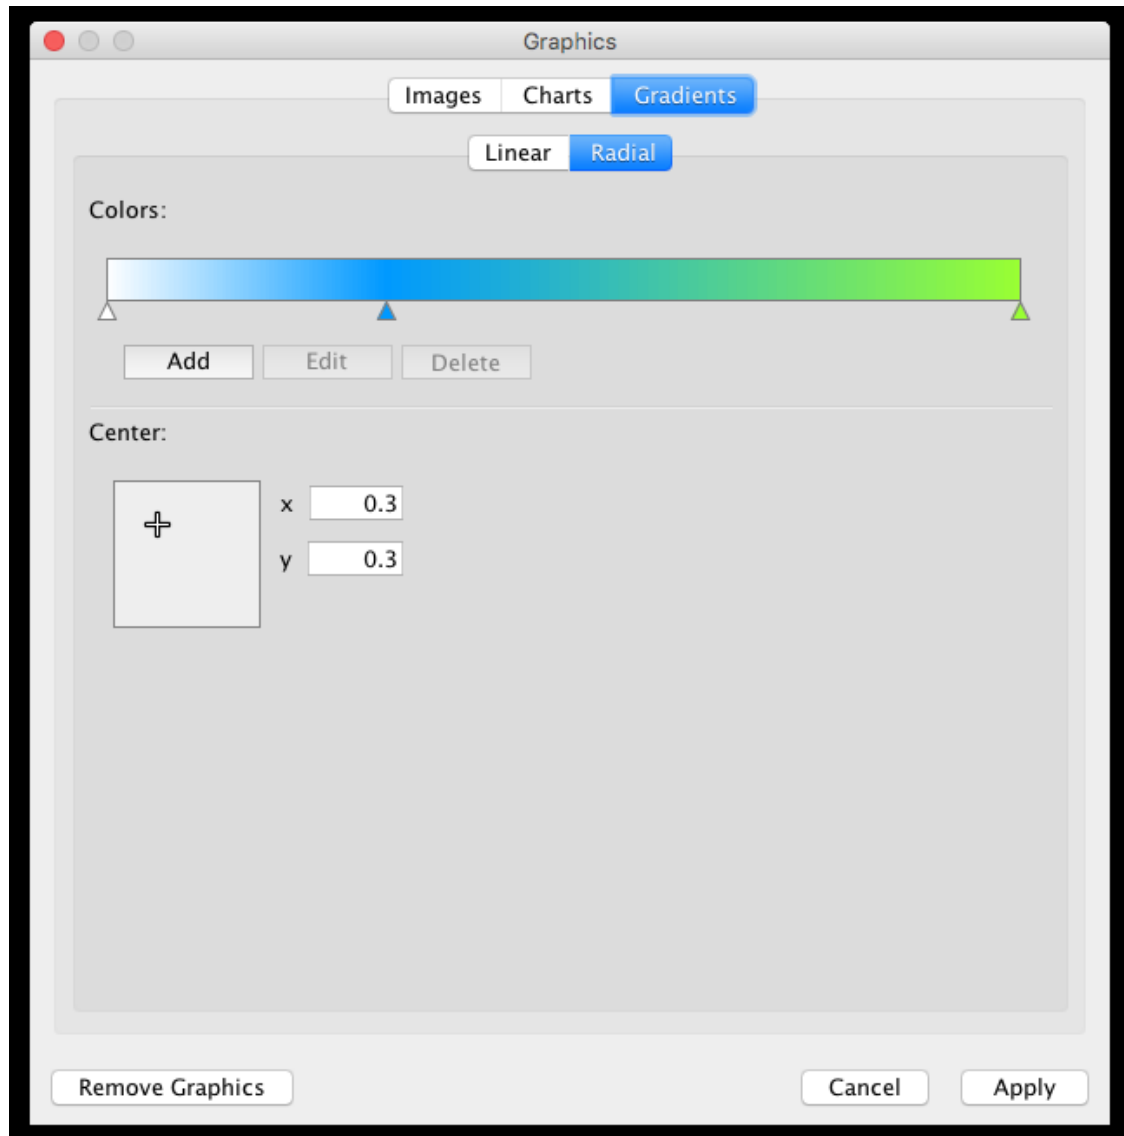 Graphics
Images Charts Gradients
Linear Radial
Colors:
Add Edit Delete
Center:
x 0.3
y 0.3
Remove Graphics Cancel Apply